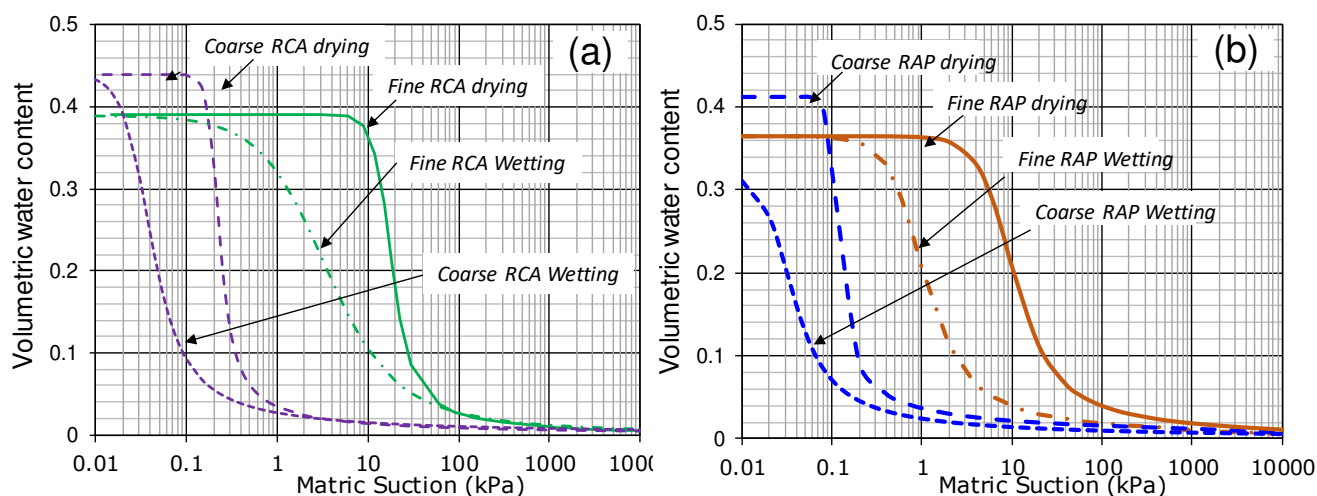 (a)
Coarse RCA drying
Fine RCA drying
Fine RCA Wetting
Coarse RCA Wetting
0.5
0.4
0.3
0.2
0.1
0
Volumetric water content
0.01 0.1 1 10 100 1000 1000
Matric Suction (kPa)
(b)
Coarse RAP drying
Fine RAP drying
Fine RAP Wetting
Coarse RAP Wetting
0.5
0.4
0.3
0.2
0.1
0
Volumetric water content
0.01 0.1 1 10 100 1000 10000
Matric Suction (kPa)